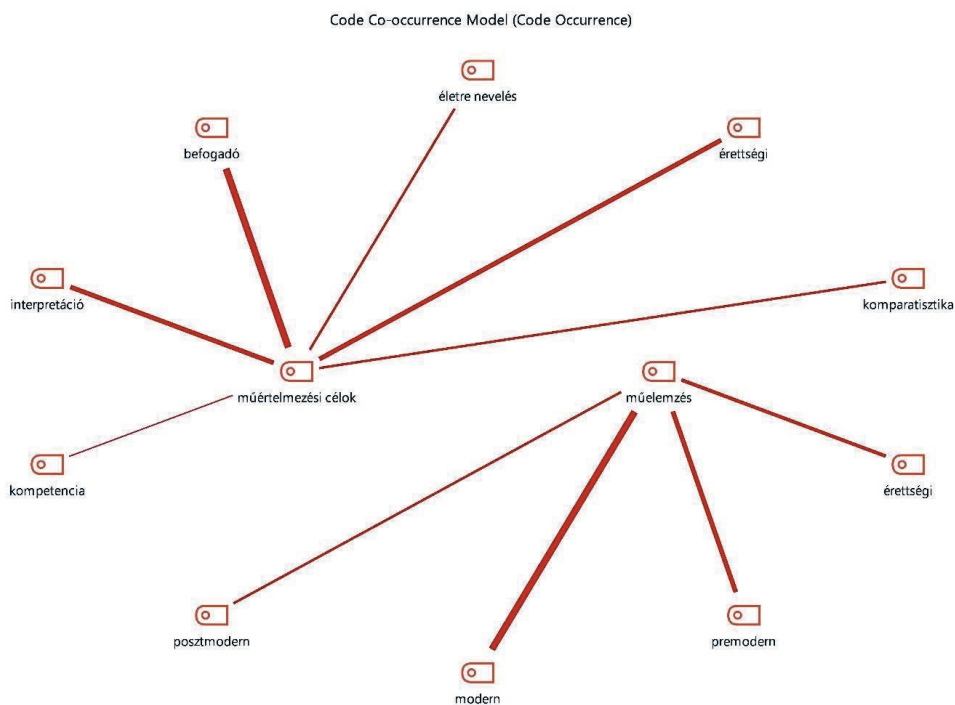 Code Co-occurrence Model (Code Occurrence)
életre nevelés
befogadó
érettségi
interpretáció
komparatisztika
műértelmezési célok
műelemzés
kompetencia
érettségi
posztmodern
premodern
modern